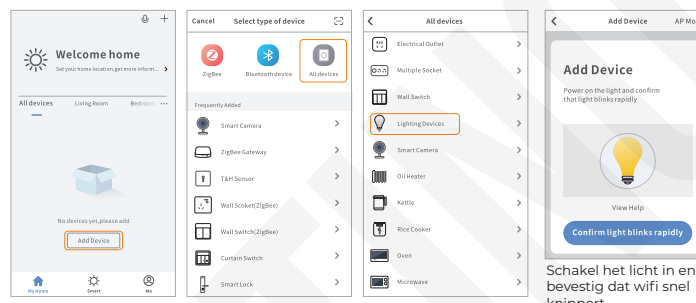 Welcome home
Set your home location,get more inform...
All devices Living Room Bedroom ...
No devices yet,please add
Add Device
My Home Smart Me
Cancel Select type of device
ZigBee Bluetooth device All devices
Frequently Added
Smart Camera
ZigBee Gateway
T&H Sensor
Wall Scoket(ZigBee)
Wall Switch(ZigBee)
Curtain Switch
Smart Lock
All devices
Electrical Outlet
Multiple Socket
Wall Switch
Lighting Devices
Smart Camera
Oil Heater
Kettle
Rice Cooker
Oven
Microwave
Add Device AP Mo
Add Device
Power on the light and confirm
that light blinks rapidly
View Help
Confirm light blinks rapidly
Schakel het licht in en
bevestig dat wifi snel